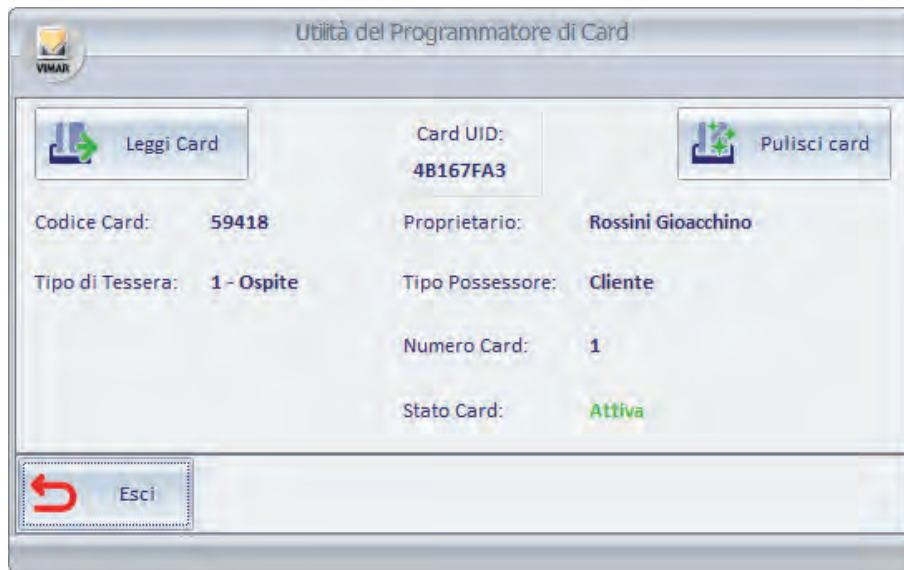 Utilità del Programmatore di Card
VIMAR
Leggi Card
Card UID:
4B167FA3
Pulisci card
Codice Card: 59418 Proprietario: Rossini Gioacchino
Tipo di Tessera: 1 - Ospite Tipo Possessore: Cliente
Numero Card: 1
Stato Card: Attiva
Esci